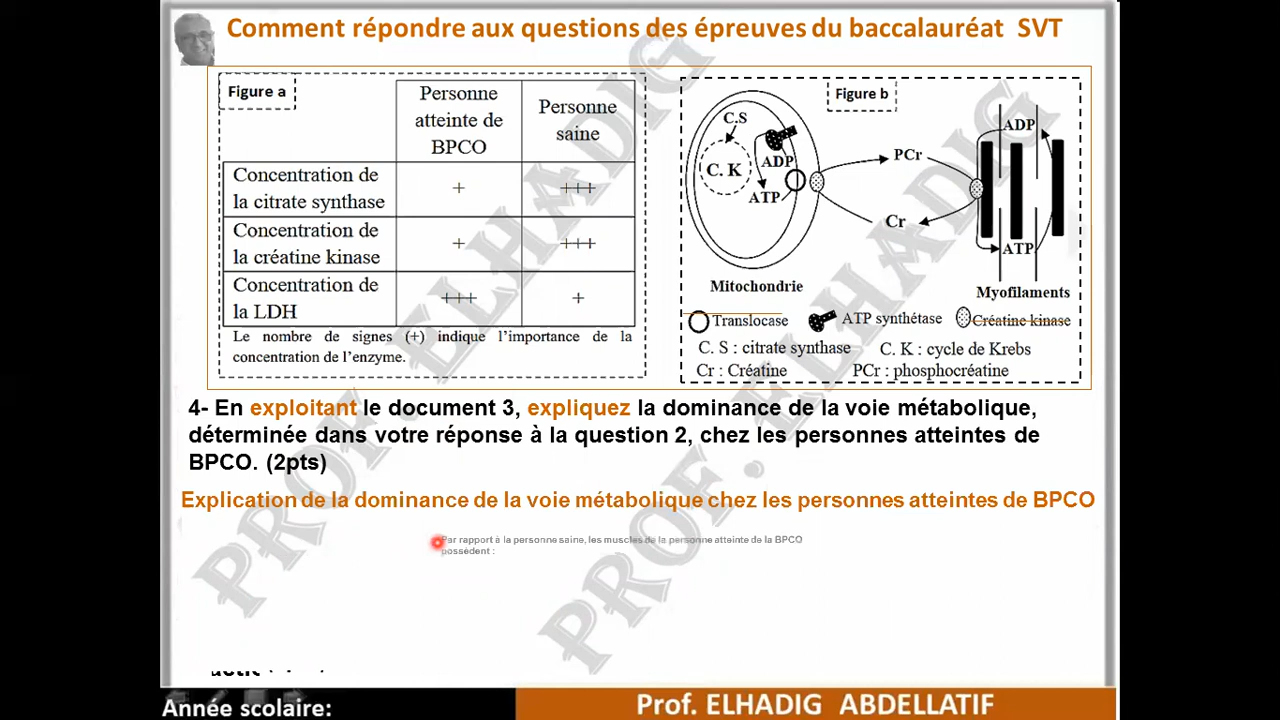 Comment répondre aux questions des épreuves du baccalauréat SVT
Figure a
Personne
atteinte de
BPCO
Personne
saine
Concentration de
la citrate synthase
+
+++
Concentration de
la créatine kinase
+
+++
Concentration de
la LDH
+++
+
Le nombre de signes (+) indique l'importance de la
concentration de l'enzyme.
Figure b
C.S
C. K
ADP
ATP
PCr
Cr
ADP
ATP
Mitochondrie
Myofilaments
Translocase
ATP synthétase
Créatine kinase
C. S : citrate synthase
C. K : cycle de Krebs
Cr : Créatine
PCr : phosphocréatine
4- En exploitant le document 3, expliquez la dominance de la voie métabolique,
déterminée dans votre réponse à la question 2, chez les personnes atteintes de
BPCO. (2pts)
Explication de la dominance de la voie métabolique chez les personnes atteintes de BPCO
Par rapport à la personne saine, les muscles de la personne atteinte de la BPCO
possèdent :
PROF. ELHADIG
PROF. ELHADIG
Année scolaire:
Prof. ELHADIG ABDELLATIF